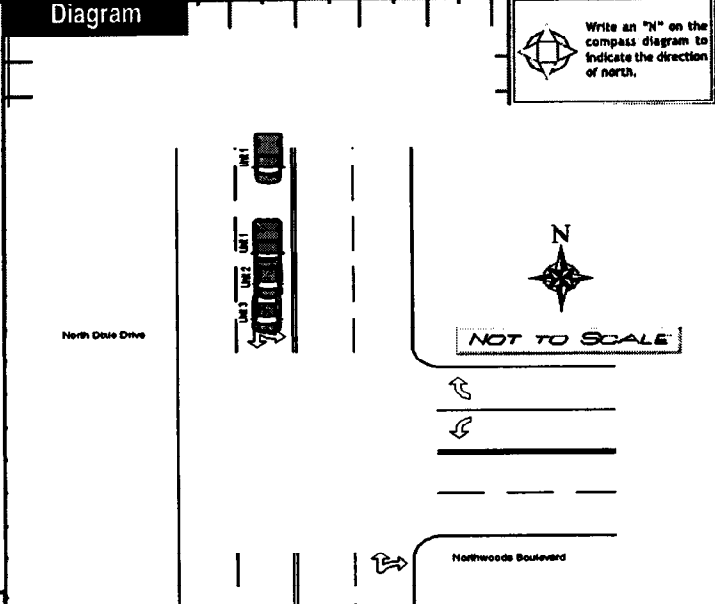 Diagram
Write an "N" on the
compass diagram to
indicate the direction
of north.
Unit 1
Unit 1
Unit 2
Unit 3
N
NOT TO SCALE
North Dixie Drive
Northwoods Boulevard